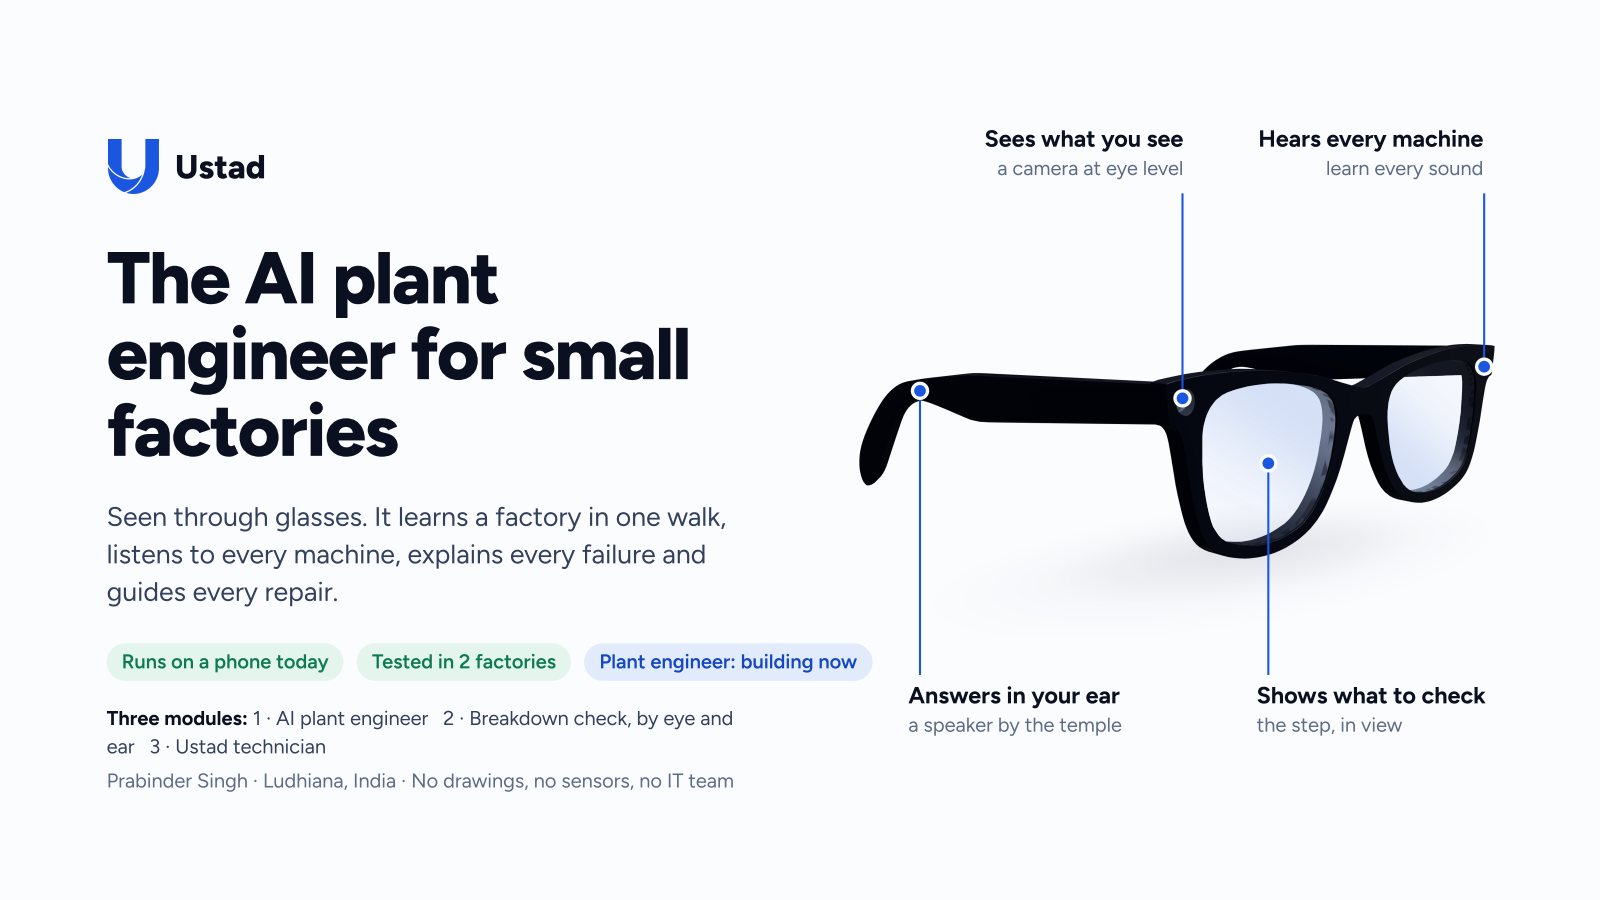 Ustad
The AI plant
engineer for small
factories
Seen through glasses. It learns a factory in one walk,
listens to every machine, explains every failure and
guides every repair.
Runs on a phone today
Tested in 2 factories
Plant engineer: building now
Three modules: 1 · AI plant engineer 2 · Breakdown check, by eye and
ear 3 · Ustad technician
Prabinder Singh · Ludhiana, India · No drawings, no sensors, no IT team
Sees what you see
a camera at eye level
Hears every machine
learn every sound
Answers in your ear
a speaker by the temple
Shows what to check
the step, in view